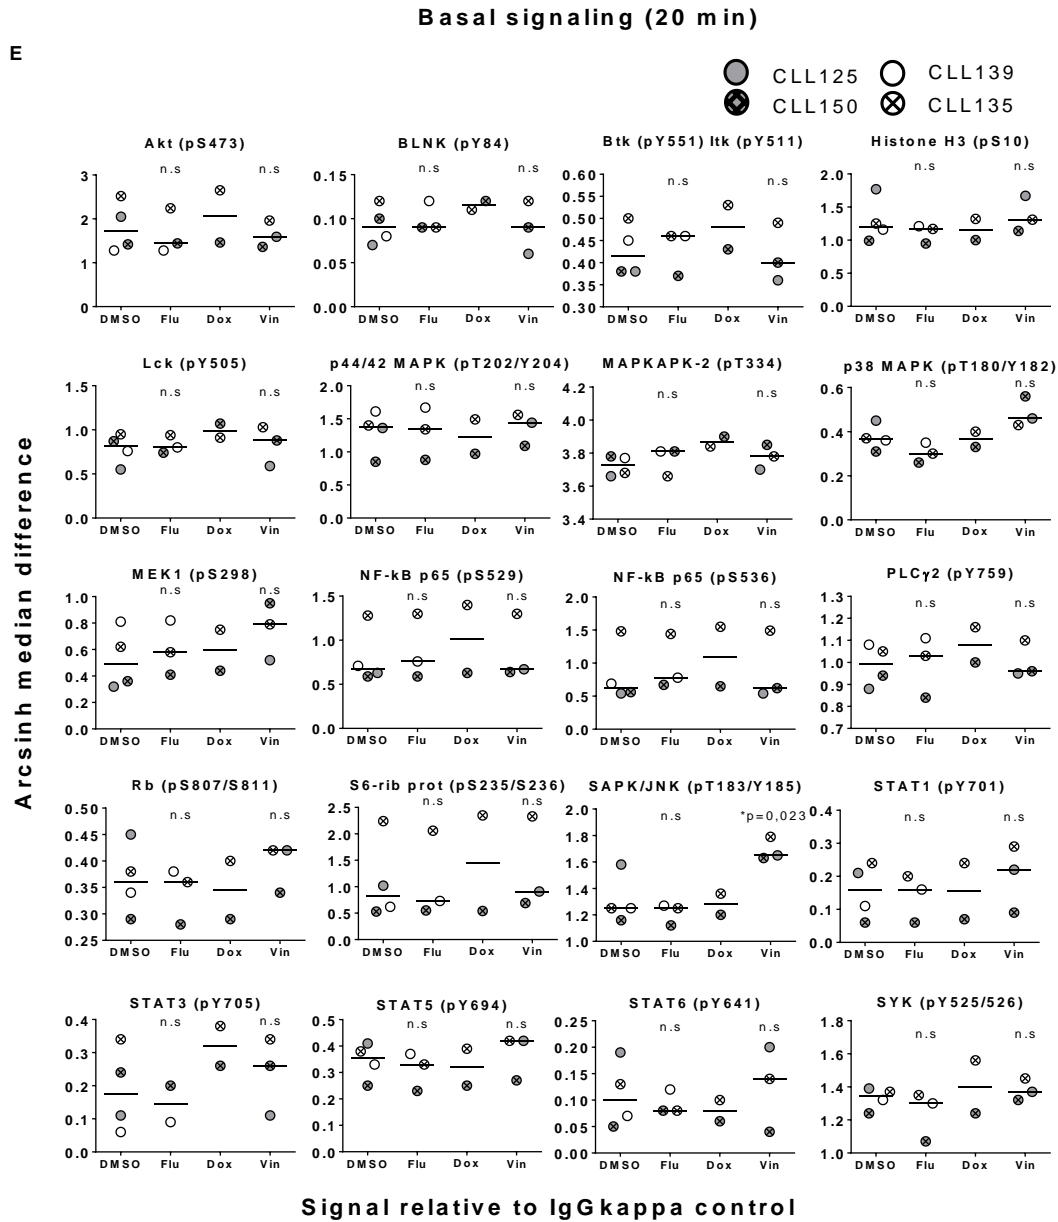 Basal signaling (20 min)
E
CLL125 CLL139
CLL150 CLL135
Akt (pS473)
n.s n.s
3
2
1
0
DMSO Flu Dox Vin
BLNK (pY84)
n.s n.s
0.15
0.10
0.05
0.00
DMSO Flu Dox Vin
Btk (pY551) Itk (pY511)
n.s n.s
0.60
0.55
0.50
0.45
0.40
0.35
0.30
DMSO Flu Dox Vin
Histone H3 (pS10)
n.s n.s
2.0
1.5
1.0
0.5
0.0
DMSO Flu Dox Vin
Lck (pY505)
n.s n.s
1.5
1.0
0.5
0.0
DMSO Flu Dox Vin
p44/42 MAPK (pT202/Y204)
n.s n.s
2.0
1.5
1.0
0.5
0.0
DMSO Flu Dox Vin
MAPKAPK-2 (pT334)
n.s n.s
4.2
4.0
3.8
3.6
3.4
DMSO Flu Dox Vin
p38 MAPK (pT180/Y182)
n.s n.s
0.6
0.4
0.2
0.0
DMSO Flu Dox Vin
Arcsinh median difference
MEK1 (pS298)
n.s n.s
1.0
0.8
0.6
0.4
0.2
0.0
DMSO Flu Dox Vin
NF-kB p65 (pS529)
n.s n.s
1.5
1.0
0.5
0.0
DMSO Flu Dox Vin
NF-kB p65 (pS536)
n.s n.s
2.0
1.5
1.0
0.5
0.0
DMSO Flu Dox Vin
PLCγ2 (pY759)
n.s n.s
1.3
1.2
1.1
1.0
0.9
0.8
0.7
DMSO Flu Dox Vin
Rb (pS807/S811)
n.s n.s
0.50
0.45
0.40
0.35
0.30
0.25
DMSO Flu Dox Vin
S6-rib prot (pS235/S236)
n.s n.s
2.5
2.0
1.5
1.0
0.5
0.0
DMSO Flu Dox Vin
SAPK/JNK (pT183/Y185)
n.s *p=0,023
2.0
1.8
1.6
1.4
1.2
1.0
DMSO Flu Dox Vin
STAT1 (pY701)
n.s n.s
0.4
0.3
0.2
0.1
0.0
DMSO Flu Dox Vin
STAT3 (pY705)
n.s n.s
0.4
0.3
0.2
0.1
0.0
DMSO Flu Dox Vin
STAT5 (pY694)
n.s n.s
0.5
0.4
0.3
0.2
0.1
0.0
DMSO Flu Dox Vin
STAT6 (pY641)
n.s n.s
0.25
0.20
0.15
0.10
0.05
0.00
DMSO Flu Dox Vin
SYK (pY525/526)
n.s n.s
1.8
1.6
1.4
1.2
1.0
DMSO Flu Dox Vin
Signal relative to IgGkappa control